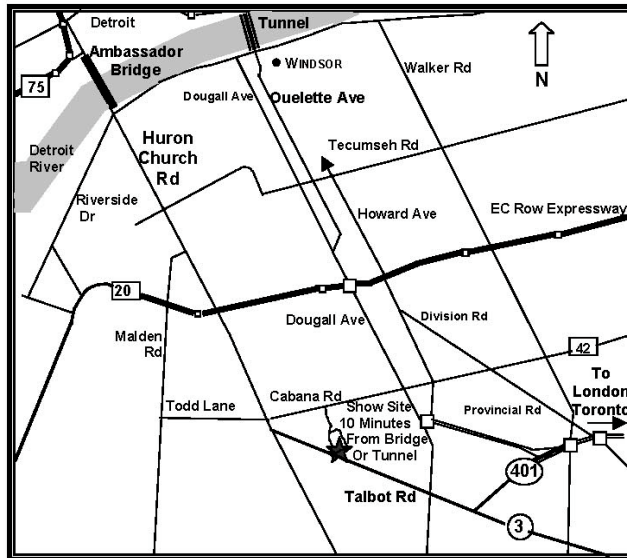 Detroit
Tunnel
Ambassador
Bridge
WINDSOR
Walker Rd
75
Dougall Ave
Ouelette Ave
N
Huron
Church
Rd
Tecumseh Rd
Detroit
River
Riverside
Dr
Howard Ave
EC Row Expressway
20
Dougall Ave
Division Rd
Malden
Rd
42
To
London
Toronto
Cabana Rd
Todd Lane
Show Site
10 Minutes
From Bridge
Or Tunnel
Provincial Rd
401
Talbot Rd
3